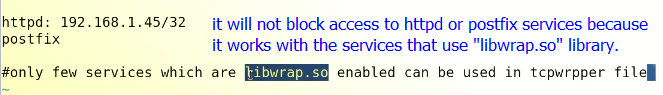 httpd: 192.168.1.45/32
postfix
it will not block access to httpd or postfix services because
it works with the services that use "libwrap.so" library.
#only few services which are libwrap.so enabled can be used in tcpwrpper file
~